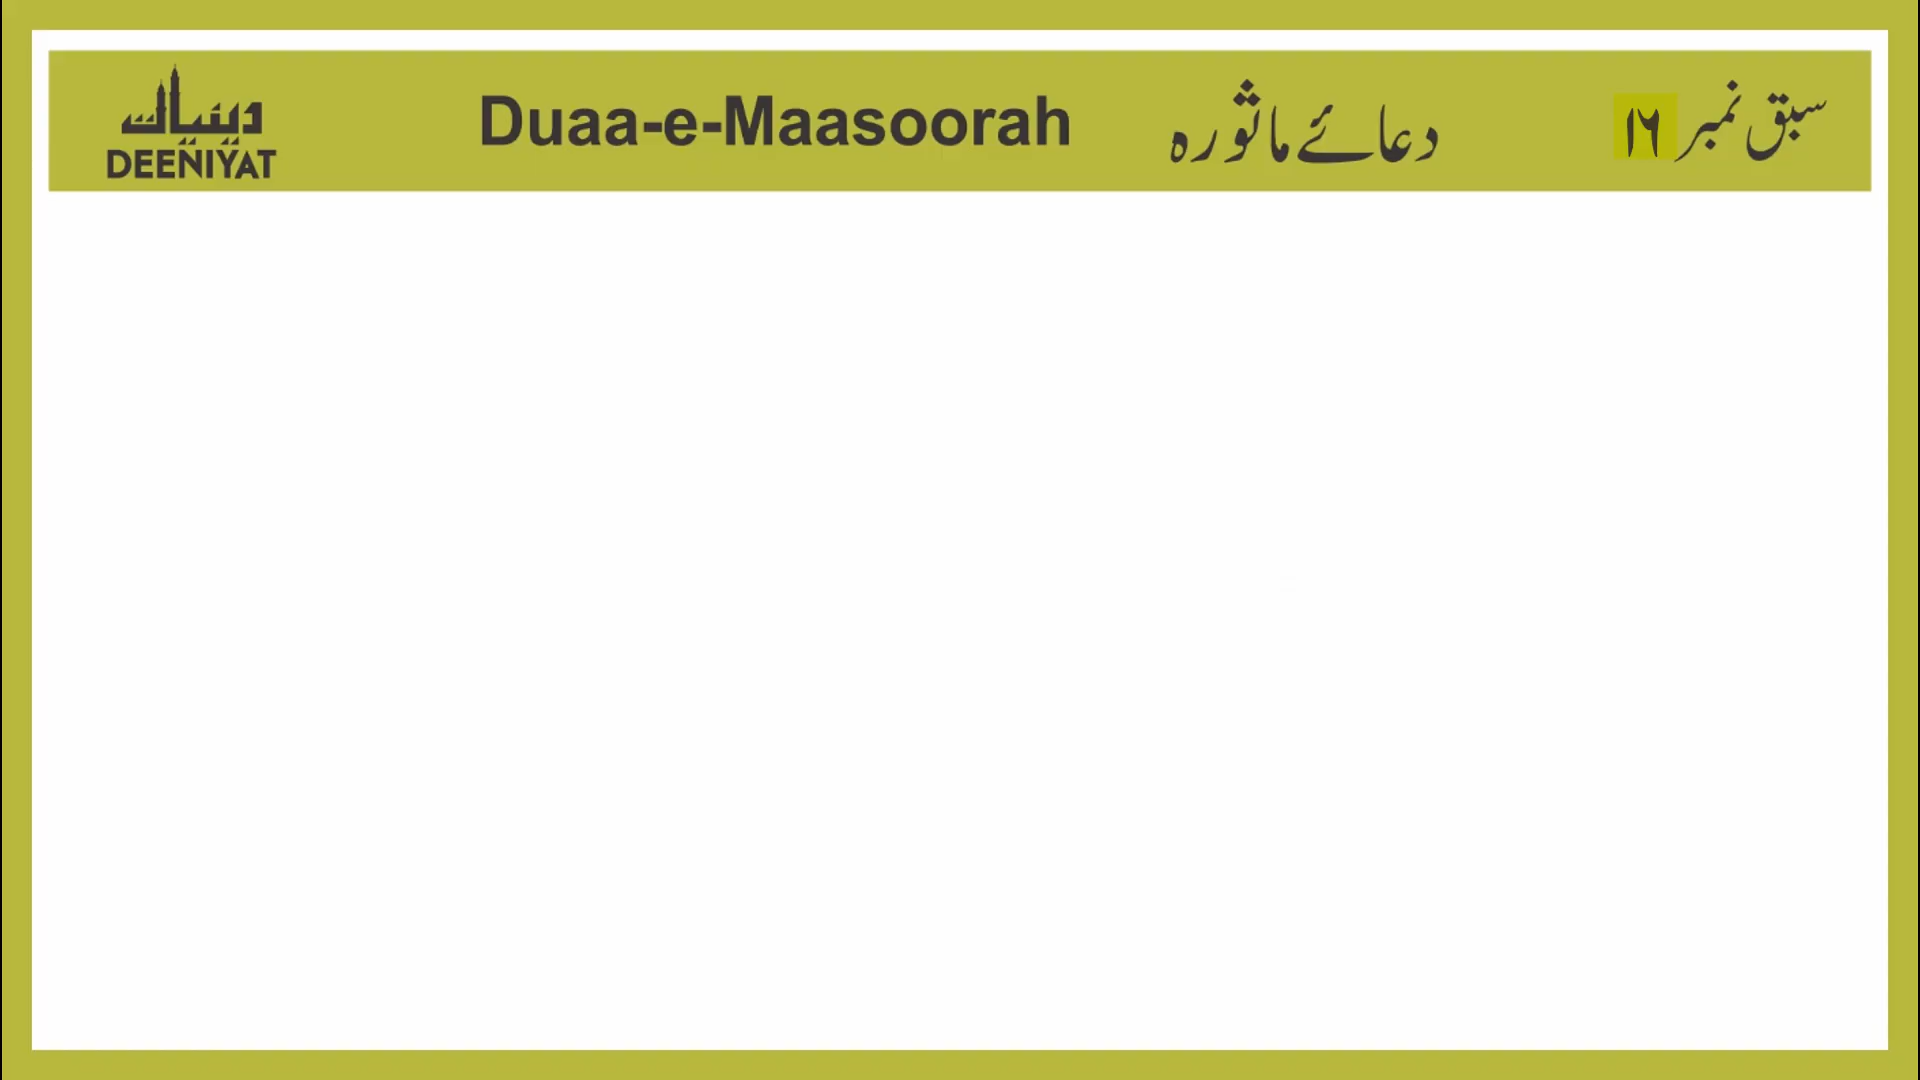 دینیات
DEENIYAT
Duaa-e-Maasoorah
دعائے ماثورہ
سبق نمبر ١٦